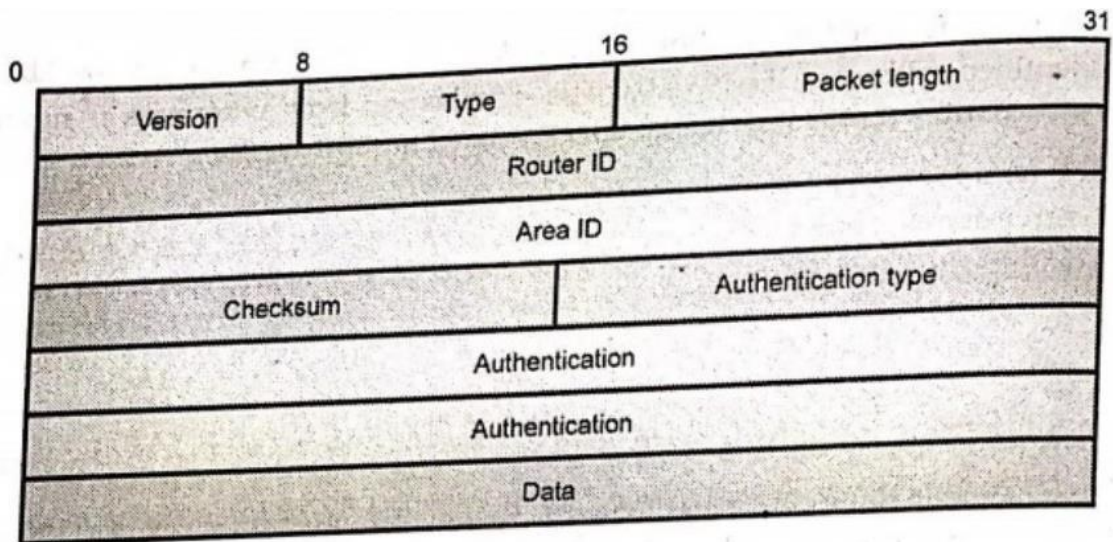 0 8 16 31
Version Type Packet length
Router ID
Area ID
Checksum Authentication type
Authentication
Authentication
Data